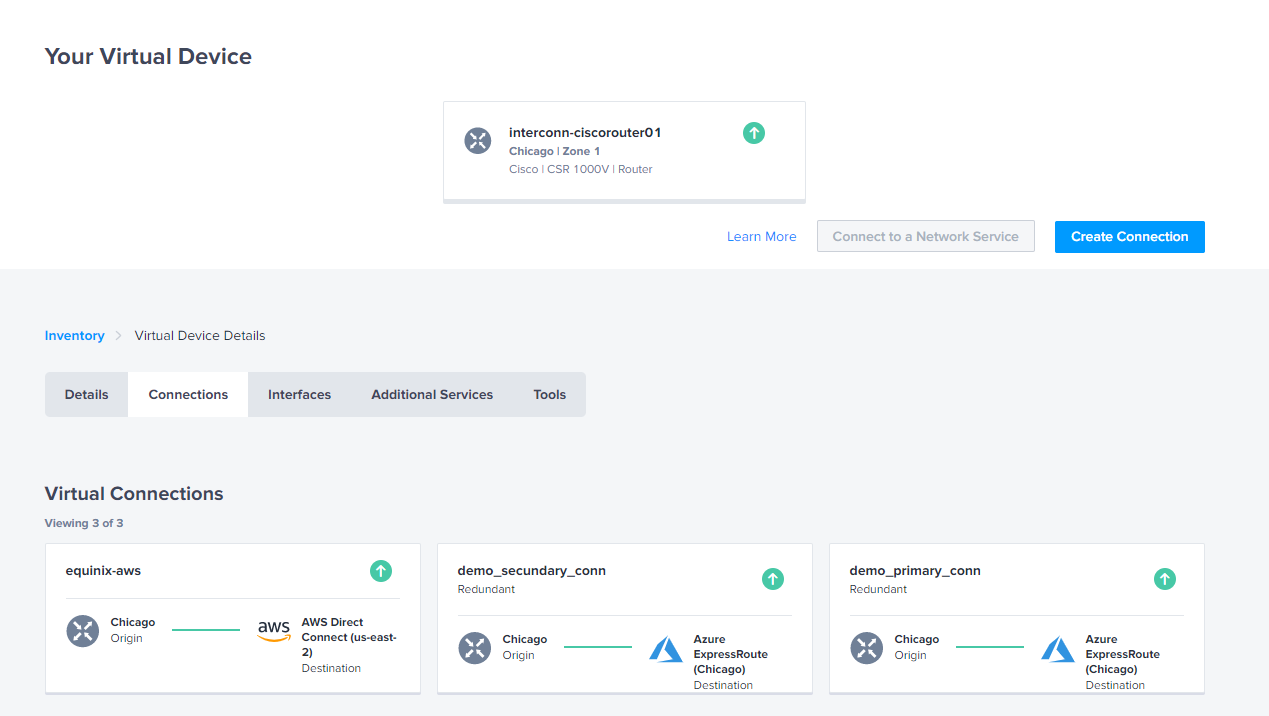 Your Virtual Device
interconn-ciscorouter01
Chicago | Zone 1
Cisco | CSR 1000V | Router
Learn More
Connect to a Network Service
Create Connection
Inventory > Virtual Device Details
Details
Connections
Interfaces
Additional Services
Tools
Virtual Connections
Viewing 3 of 3
equinix-aws
Chicago
Origin
aws
AWS Direct
Connect (us-east-
2)
Destination
demo_secundary_conn
Redundant
Chicago
Origin
Azure
ExpressRoute
(Chicago)
Destination
demo_primary_conn
Redundant
Chicago
Origin
Azure
ExpressRoute
(Chicago)
Destination